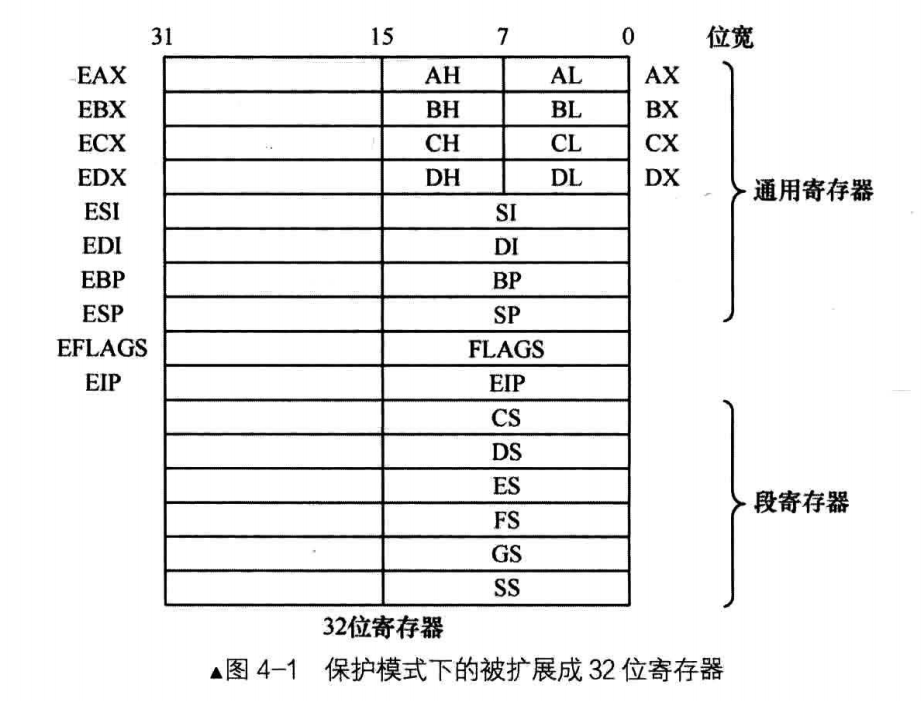 31 15 7 0 位宽
EAX AH AL AX
EBX BH BL BX
ECX CH CL CX
EDX DH DL DX
ESI SI
通用寄存器
EDI DI
EBP BP
ESP SP
EFLAGS FLAGS
EIP EIP
CS
DS
ES
段寄存器
FS
GS
SS
32位寄存器
▲图 4-1 保护模式下的被扩展成 32 位寄存器